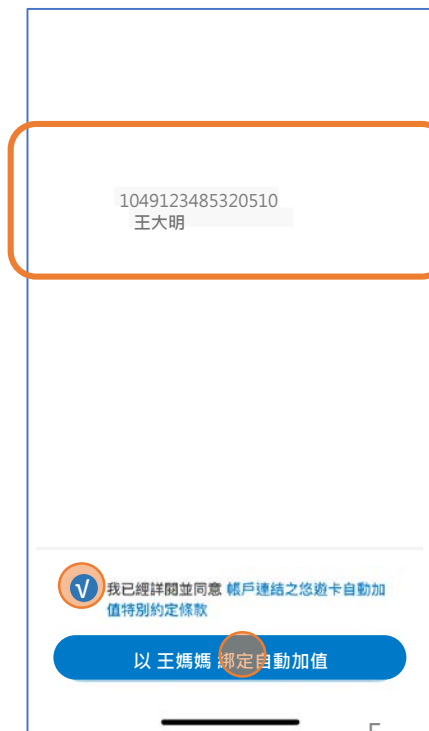 1049123485320510
王大明
√
我已經詳閱並同意 帳戶連結之悠遊卡自動加
值特別約定條款
以 王媽媽 綁定自動加值